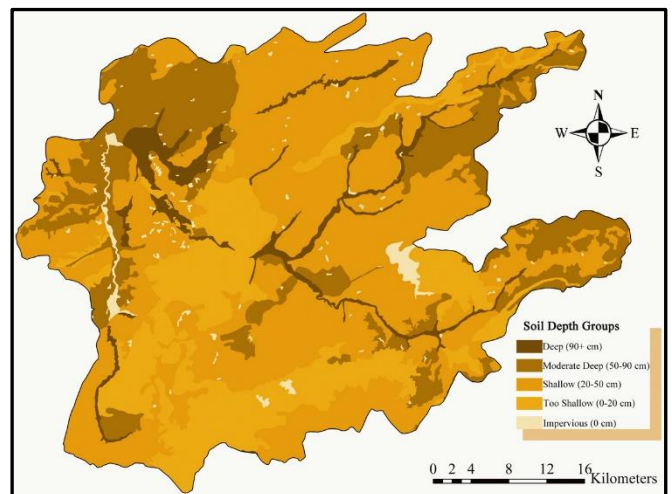 N
W E
S
Soil Depth Groups
Deep (90+ cm)
Moderate Deep (50-90 cm)
Shallow (20-50 cm)
Too Shallow (0-20 cm)
Impervious (0 cm)
0 2 4 8 12 16
Kilometers